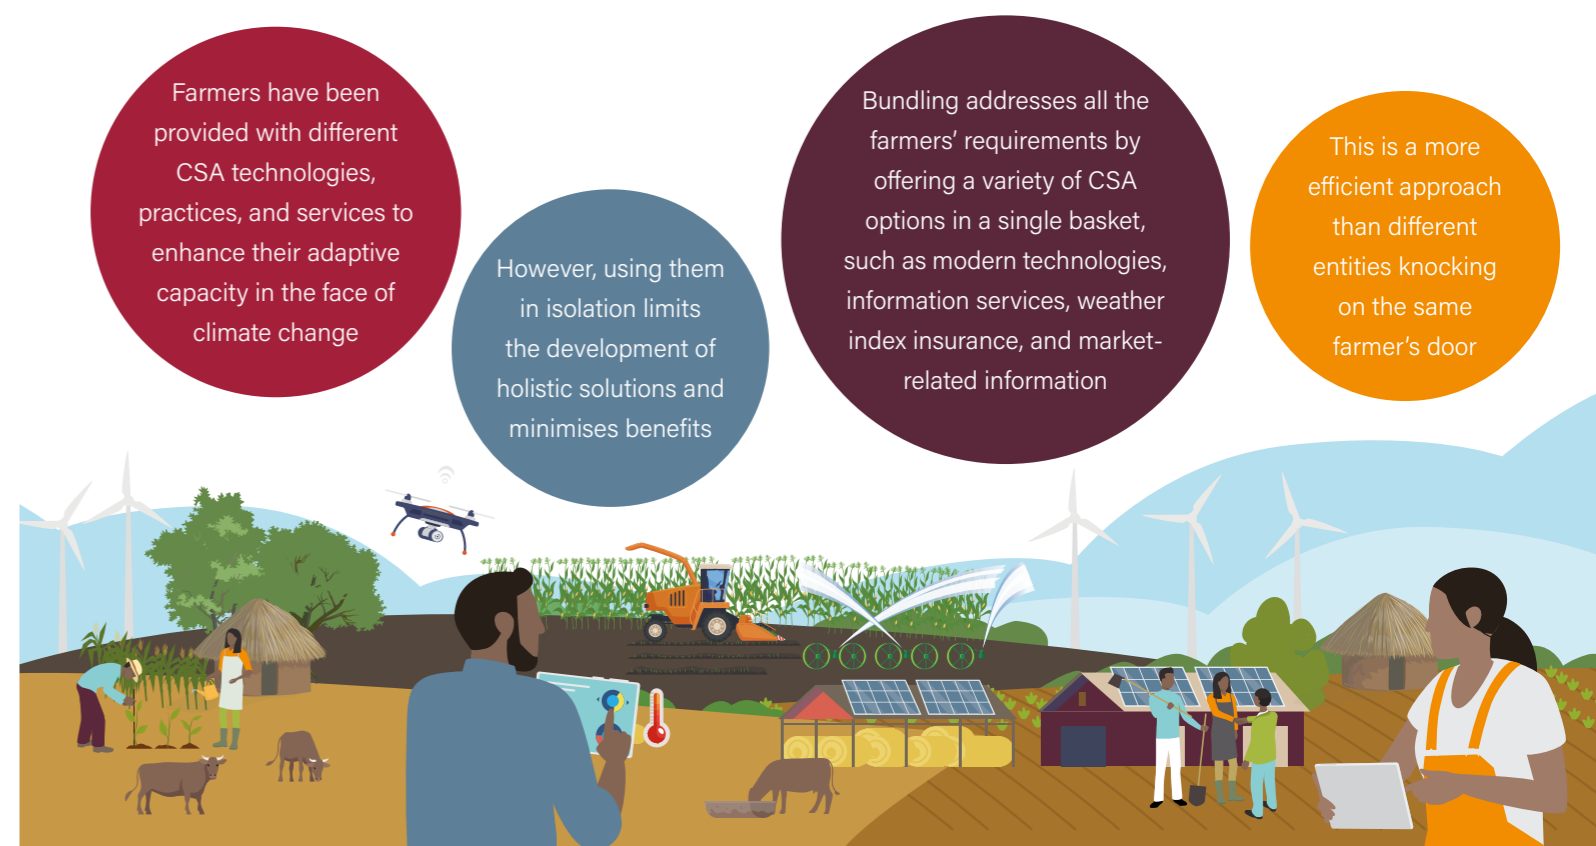 Farmers have been
provided with different
CSA technologies,
practices, and services to
enhance their adaptive
capacity in the face of
climate change
However, using them
in isolation limits
the development of
holistic solutions and
minimises benefits
Bundling addresses all the
farmers’ requirements by
offering a variety of CSA
options in a single basket,
such as modern technologies,
information services, weather
index insurance, and market-
related information
This is a more
efficient approach
than different
entities knocking
on the same
farmer’s door